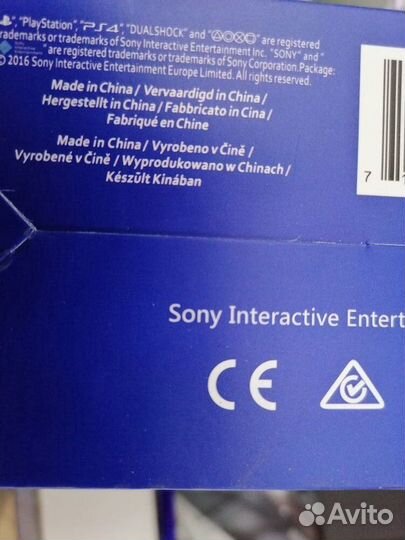 ", "PlayStation", "PS4", "DUALSHOCK" and " " are registered
trademarks or trademarks of Sony Interactive Entertainment Inc. "SONY" and "
" are registered trademarks or trademarks of Sony Corporation.Package:
© 2016 Sony Interactive Entertainment Europe Limited. All rights reserved.
Made in China / Vervaardigd in China /
Hergestellt in China / Fabbricato in Cina /
Fabriqué en Chine
Made in China / Vyrobeno v Číně /
Vyrobené v Číně / Wyprodukowano w Chinach /
Készült Kínában
7
Sony Interactive Entert
CE
Avito